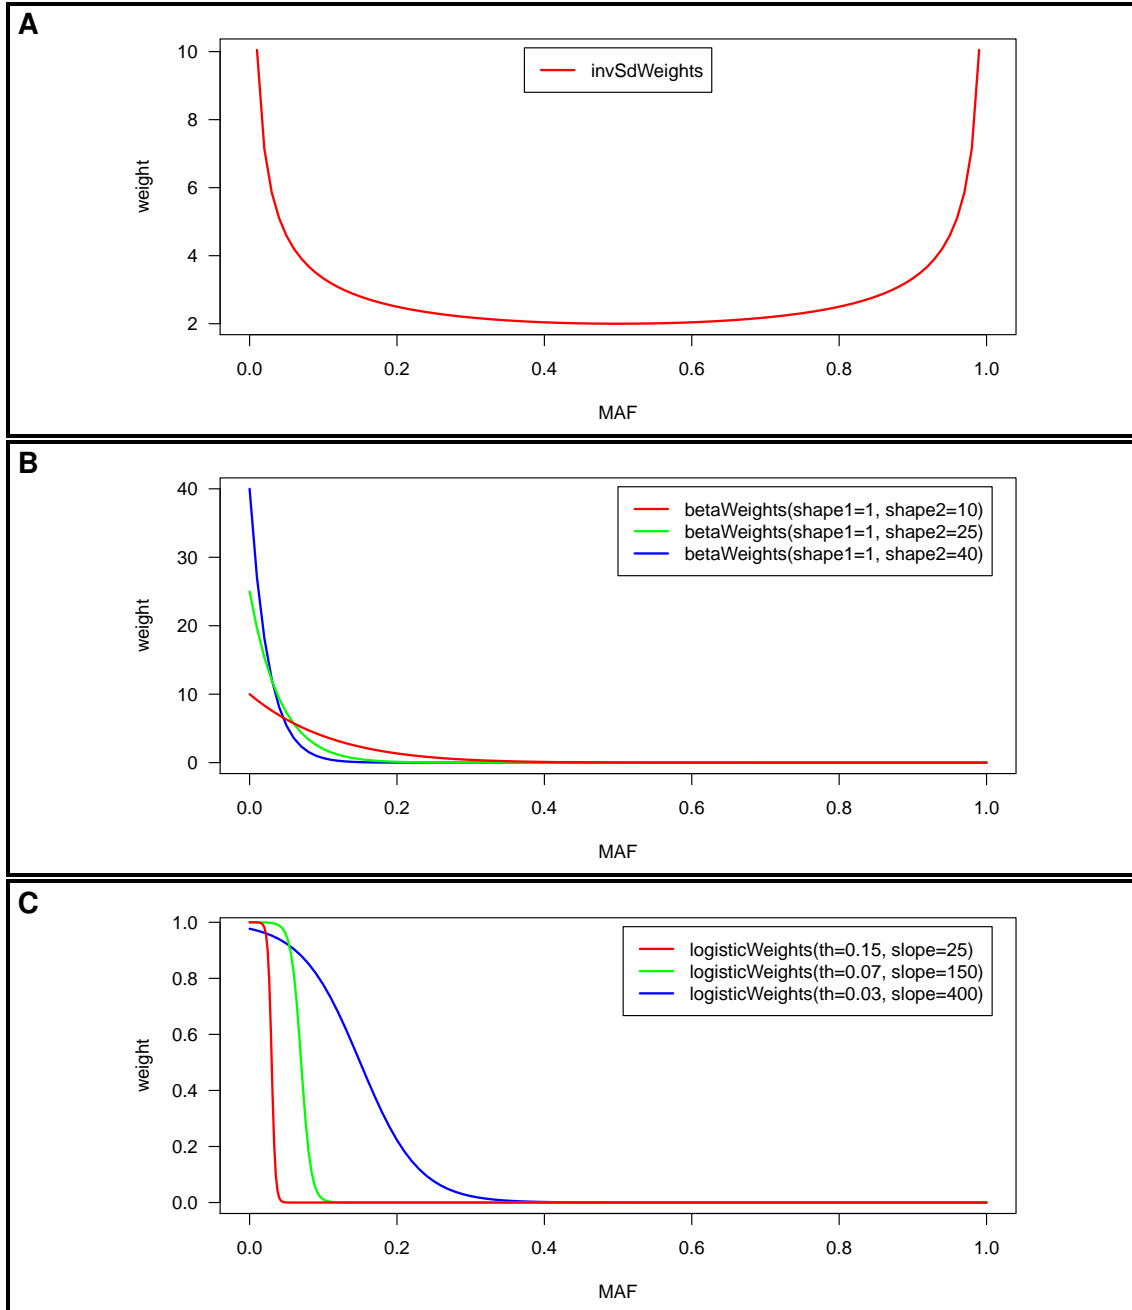 A
invSdWeights
10
8
6
4
2
weight
0.0 0.2 0.4 0.6 0.8 1.0
MAF
B
betaWeights(shape1=1, shape2=10)
betaWeights(shape1=1, shape2=25)
betaWeights(shape1=1, shape2=40)
40
30
20
10
0
weight
0.0 0.2 0.4 0.6 0.8 1.0
MAF
C
logisticWeights(th=0.15, slope=25)
logisticWeights(th=0.07, slope=150)
logisticWeights(th=0.03, slope=400)
1.0
0.8
0.6
0.4
0.2
0.0
weight
0.0 0.2 0.4 0.6 0.8 1.0
MAF